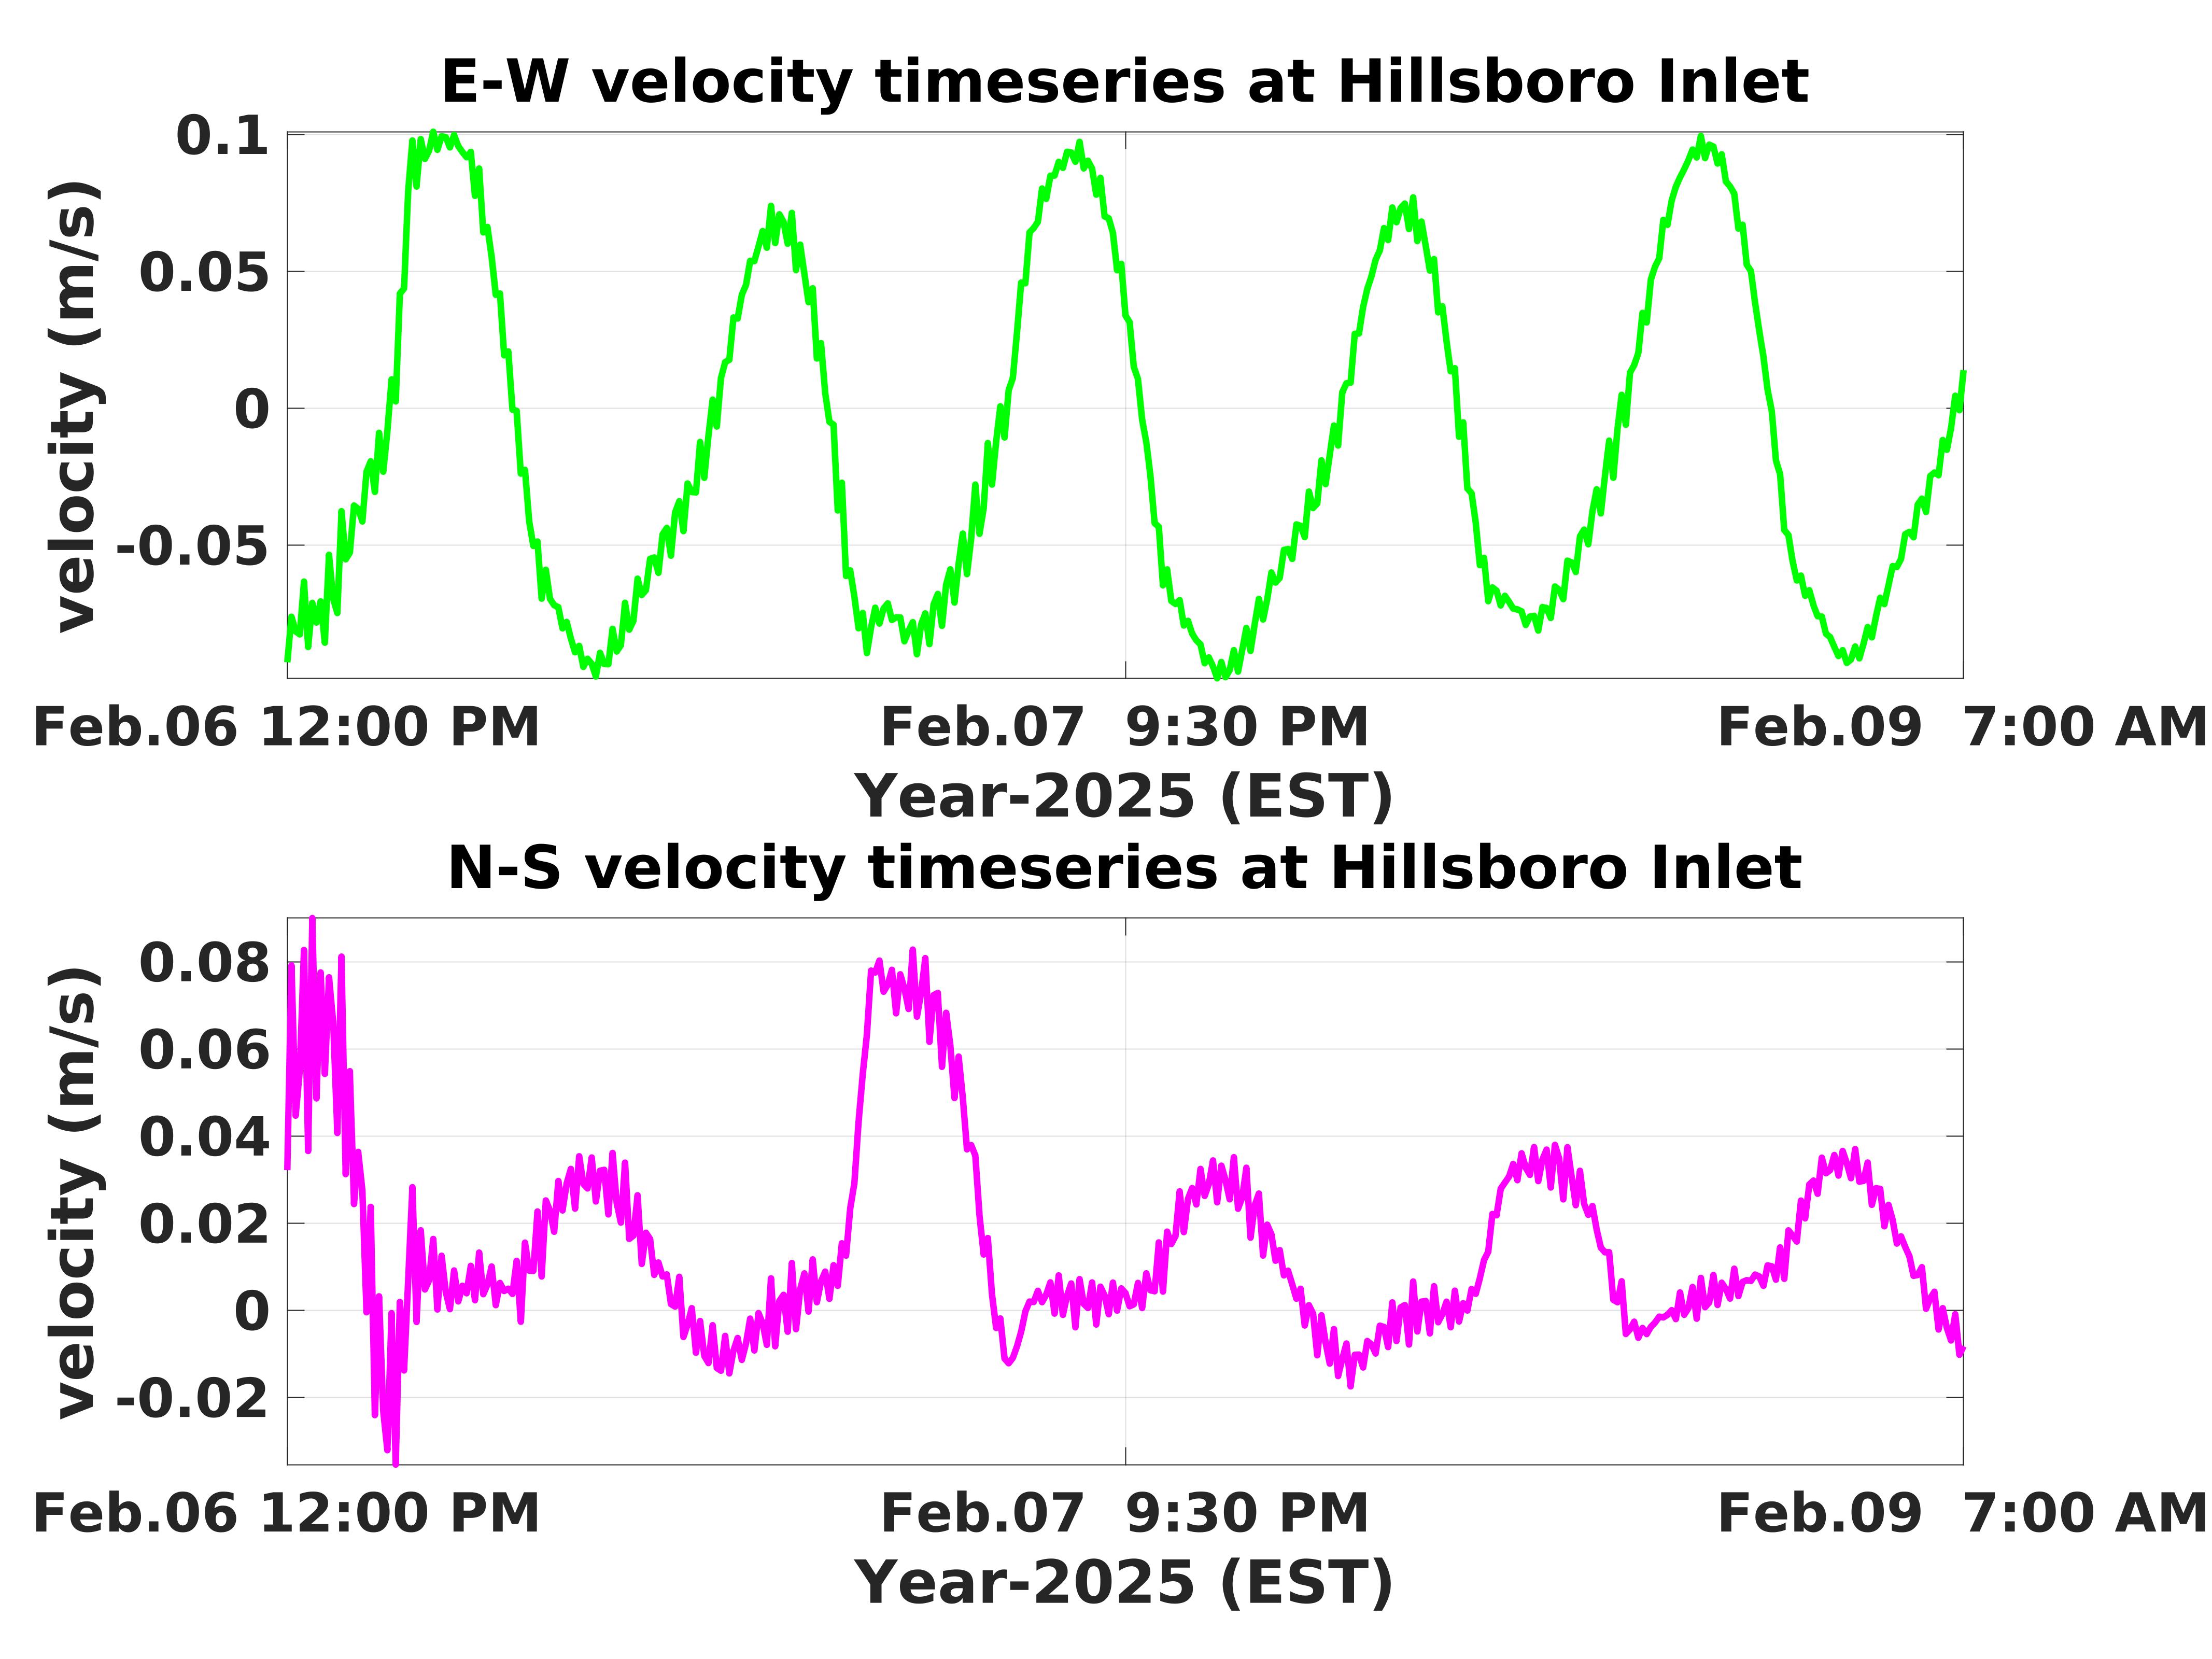 E-W velocity timeseries at Hillsboro Inlet
velocity (m/s)
0.1
0.05
0
-0.05
Feb.06 12:00 PM
Feb.07  9:30 PM
Feb.09  7:00 AM
Year-2025 (EST)
N-S velocity timeseries at Hillsboro Inlet
velocity (m/s)
0.08
0.06
0.04
0.02
0
-0.02
Feb.06 12:00 PM
Feb.07  9:30 PM
Feb.09  7:00 AM
Year-2025 (EST)